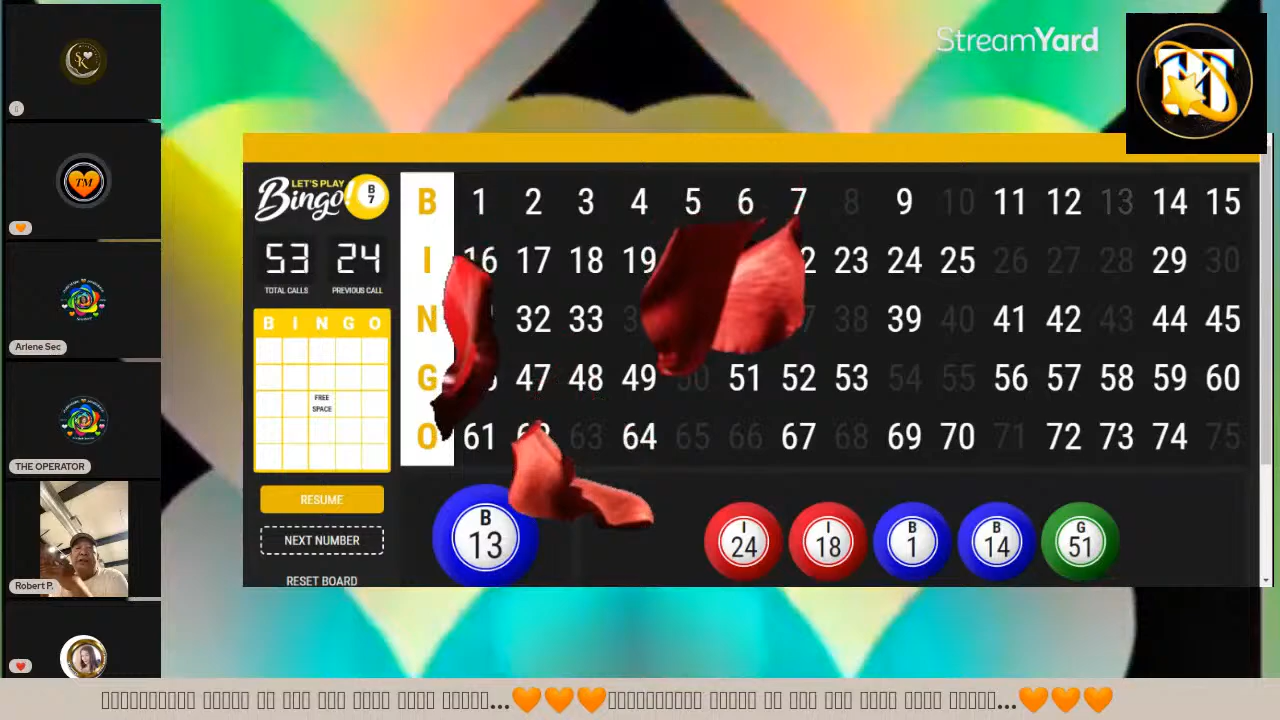 StreamYard
SK
TM
Arlene Sec
THE OPERATOR
Robert P.
LET'S PLAY
Bingo!
B
7
53 24
TOTAL CALLS PREVIOUS CALL
B I N G O
FREE
SPACE
RESUME
NEXT NUMBER
RESET BOARD
B 1 2 3 4 5 6 7 8 9 10 11 12 13 14 15
I 16 17 18 19 23 24 25 26 27 28 29 30
N 32 33 38 39 40 41 42 43 44 45
G 47 48 49 50 51 52 53 54 55 56 57 58 59 60
O 61 63 64 65 66 67 68 69 70 71 72 73 74 75
B
13
I
24
I
18
B
1
B
14
G
51